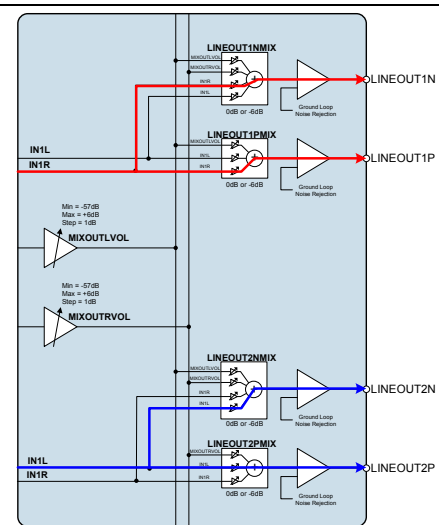 LINEOUT1NMIX
MIXOUTLVOL
MIXOUTRVOL
IN1R
IN1L
LINEOUT1N
0dB or -6dB
Ground Loop
Noise Rejection
LINEOUT1PMIX
MIXOUTLVOL
IN1L
IN1L
LINEOUT1P
IN1R
IN1R
0dB or -6dB
Ground Loop
Noise Rejection
Min = -57dB
Max = +6dB
Step = 1dB
MIXOUTLVOL
Min = -57dB
Max = +6dB
Step = 1dB
MIXOUTRVOL
LINEOUT2NMIX
MIXOUTLVOL
MIXOUTRVOL
IN1R
IN1L
LINEOUT2N
0dB or -6dB
Ground Loop
Noise Rejection
LINEOUT2PMIX
MIXOUTRVOL
IN1L
IN1L
LINEOUT2P
IN1R
IN1R
0dB or -6dB
Ground Loop
Noise Rejection